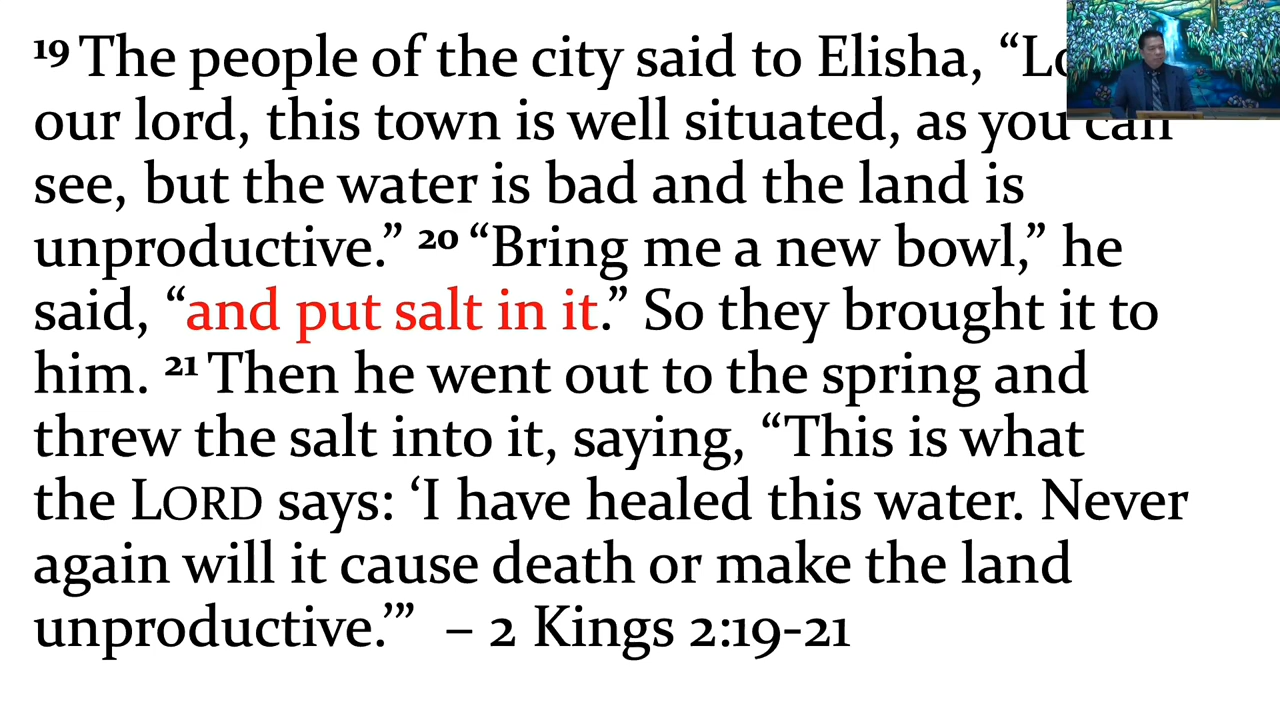 19 The people of the city said to Elisha, “
our lord, this town is well situated, as you can
see, but the water is bad and the land is
unproductive.” 20 “Bring me a new bowl,” he
said, “and put salt in it.” So they brought it to
him. 21 Then he went out to the spring and
threw the salt into it, saying, “This is what
the LORD says: ‘I have healed this water. Never
again will it cause death or make the land
unproductive.’” – 2 Kings 2:19-21